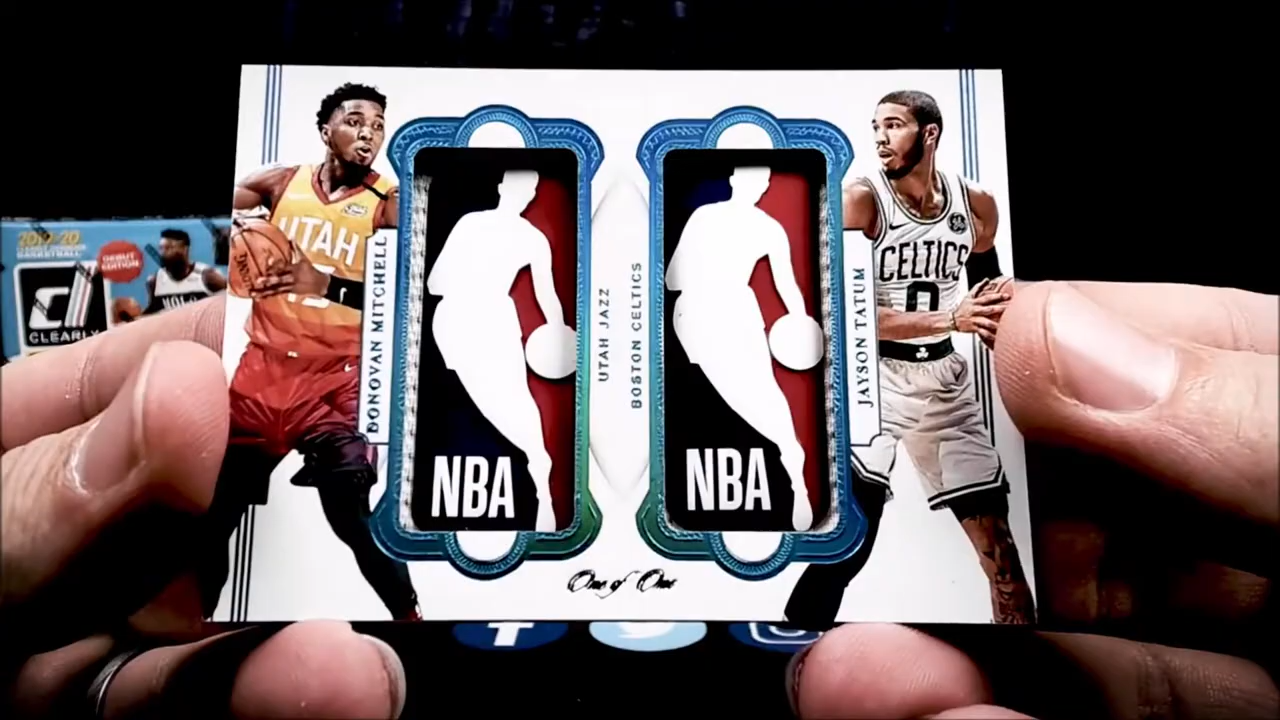 2019-20
BASKETBALL
DEBUT
EDITION
CLEARLY
UTAH
DONOVAN MITCHELL
NBA
UTAH JAZZ
BOSTON CELTICS
NBA
JAYSON TATUM
CELTICS
0
One of One